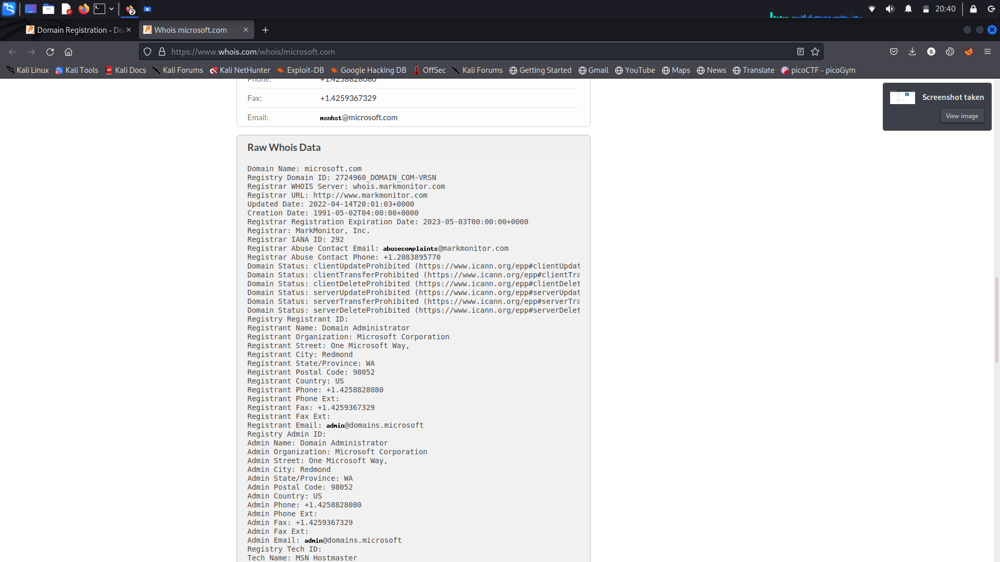 20:40
Domain Registration - Do
Whois microsoft.com
https://www.whois.com/whois/microsoft.com
Kali Linux Kali Tools Kali Docs Kali Forums Kali NetHunter Exploit-DB Google Hacking DB OffSec Kali Forums Getting Started Gmail YouTube Maps News Translate picoCTF - picoGym
Phone: +1.4258828080
Fax: +1.4259367329
Email: msnhst@microsoft.com
Screenshot taken
View image
Raw Whois Data
Domain Name: microsoft.com
Registry Domain ID: 2724960_DOMAIN_COM-VRSN
Registrar WHOIS Server: whois.markmonitor.com
Registrar URL: http://www.markmonitor.com
Updated Date: 2022-04-14T20:01:03+0000
Creation Date: 1991-05-02T04:00:00+0000
Registrar Registration Expiration Date: 2023-05-03T00:00:00+0000
Registrar: MarkMonitor, Inc.
Registrar IANA ID: 292
Registrar Abuse Contact Email: abusecomplaints@markmonitor.com
Registrar Abuse Contact Phone: +1.2083895770
Domain Status: clientUpdateProhibited (https://www.icann.org/epp#clientUpdat
Domain Status: clientTransferProhibited (https://www.icann.org/epp#clientTra
Domain Status: clientDeleteProhibited (https://www.icann.org/epp#clientDelet
Domain Status: serverUpdateProhibited (https://www.icann.org/epp#serverUpdat
Domain Status: serverTransferProhibited (https://www.icann.org/epp#serverTra
Domain Status: serverDeleteProhibited (https://www.icann.org/epp#serverDelet
Registry Registrant ID:
Registrant Name: Domain Administrator
Registrant Organization: Microsoft Corporation
Registrant Street: One Microsoft Way,
Registrant City: Redmond
Registrant State/Province: WA
Registrant Postal Code: 98052
Registrant Country: US
Registrant Phone: +1.4258828080
Registrant Phone Ext:
Registrant Fax: +1.4259367329
Registrant Fax Ext:
Registrant Email: admin@domains.microsoft
Registry Admin ID:
Admin Name: Domain Administrator
Admin Organization: Microsoft Corporation
Admin Street: One Microsoft Way,
Admin City: Redmond
Admin State/Province: WA
Admin Postal Code: 98052
Admin Country: US
Admin Phone: +1.4258828080
Admin Phone Ext:
Admin Fax: +1.4259367329
Admin Fax Ext:
Admin Email: admin@domains.microsoft
Registry Tech ID:
Tech Name: MSN Hostmaster